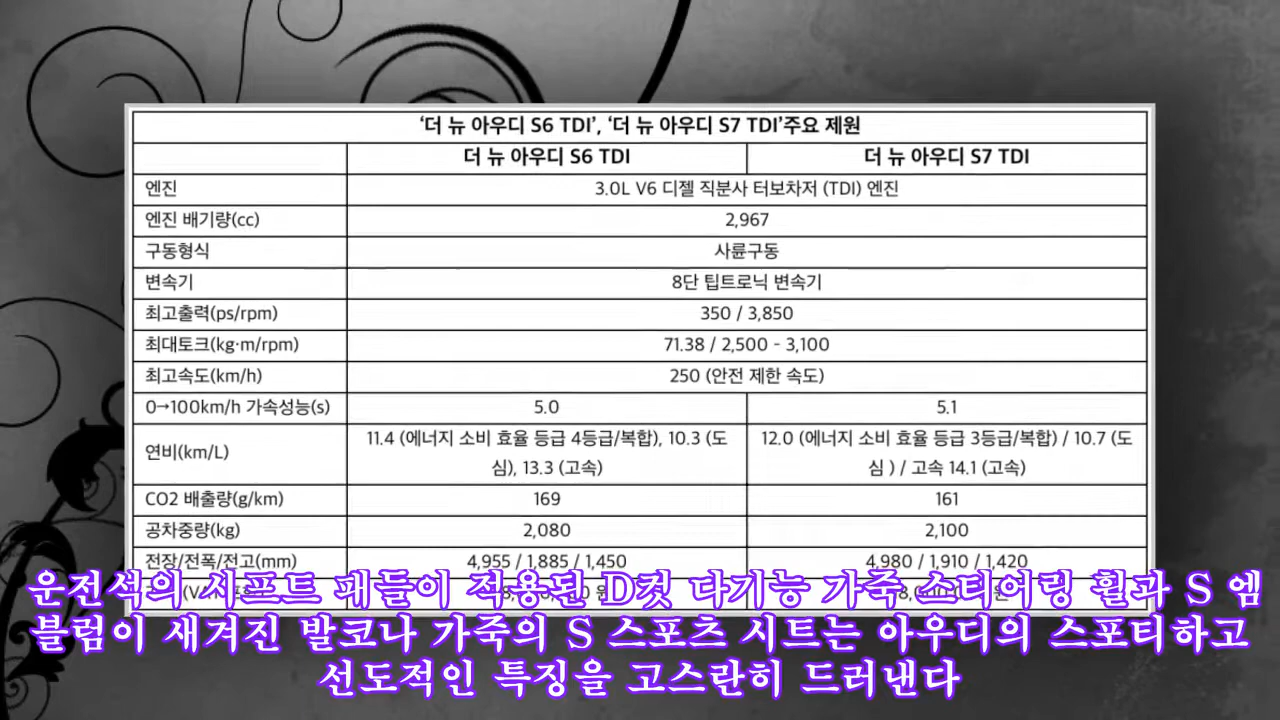 ‘더 뉴 아우디 S6 TDI’, ‘더 뉴 아우디 S7 TDI’주요 제원
더 뉴 아우디 S6 TDI 더 뉴 아우디 S7 TDI
엔진 3.0L V6 디젤 직분사 터보차저 (TDI) 엔진
엔진 배기량(cc) 2,967
구동형식 사륜구동
변속기 8단 팁트로닉 변속기
최고출력(ps/rpm) 350 / 3,850
최대토크(kg·m/rpm) 71.38 / 2,500 - 3,100
최고속도(km/h) 250 (안전 제한 속도)
0→100km/h 가속성능(s) 5.0 5.1
연비(km/L) 11.4 (에너지 소비 효율 등급 4등급/복합), 10.3 (도심), 13.3 (고속) 12.0 (에너지 소비 효율 등급 3등급/복합) / 10.7 (도심 ) / 고속 14.1 (고속)
CO2 배출량(g/km) 169 161
공차중량(kg) 2,080 2,100
전장/전폭/전고(mm) 4,955 / 1,885 / 1,450 4,980 / 1,910 / 1,420
운전석의 시프트 패들이 적용된 D컷 다기능 가죽 스티어링 휠과 S 엠
블럼이 새겨진 발코나 가죽의 S 스포츠 시트는 아우디의 스포티하고
선도적인 특징을 고스란히 드러낸다